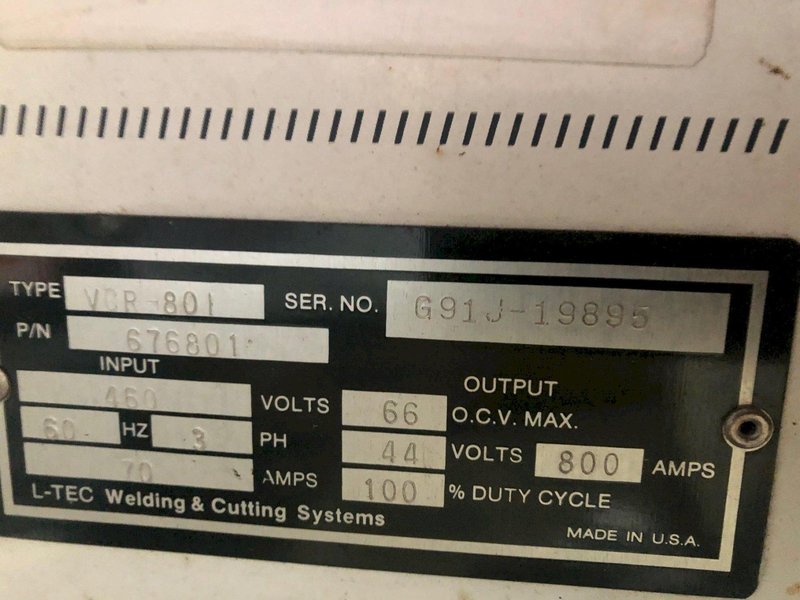 TYPE VCR-801 SER. NO. G91J-19895
P/N 676801
INPUT OUTPUT
460 VOLTS 66 O.C.V. MAX.
60 HZ 3 PH 44 VOLTS 800 AMPS
70 AMPS 100 % DUTY CYCLE
L-TEC Welding & Cutting Systems
MADE IN U.S.A.